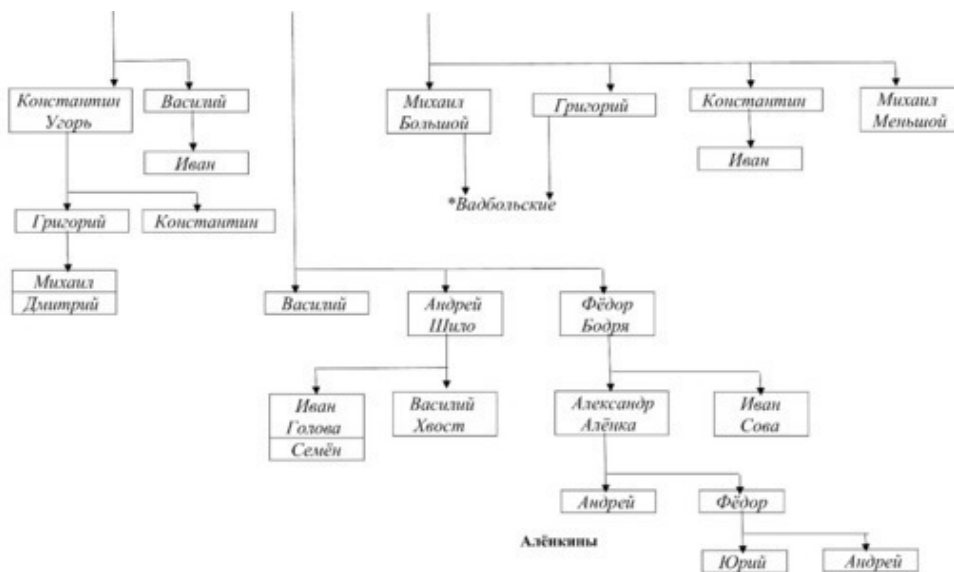 Константин
Угорь
Василий
Михаил
Большой
Григорий
Константин
Михаил
Меньшой
Иван
Иван
*Вадбольские
Григорий
Константин
Михаил
Дмитрий
Василий
Андрей
Шило
Фёдор
Бодря
Иван
Голова
Семён
Василий
Хвост
Александр
Алёнка
Иван
Сова
Андрей
Фёдор
Алёнкины
Юрий
Андрей